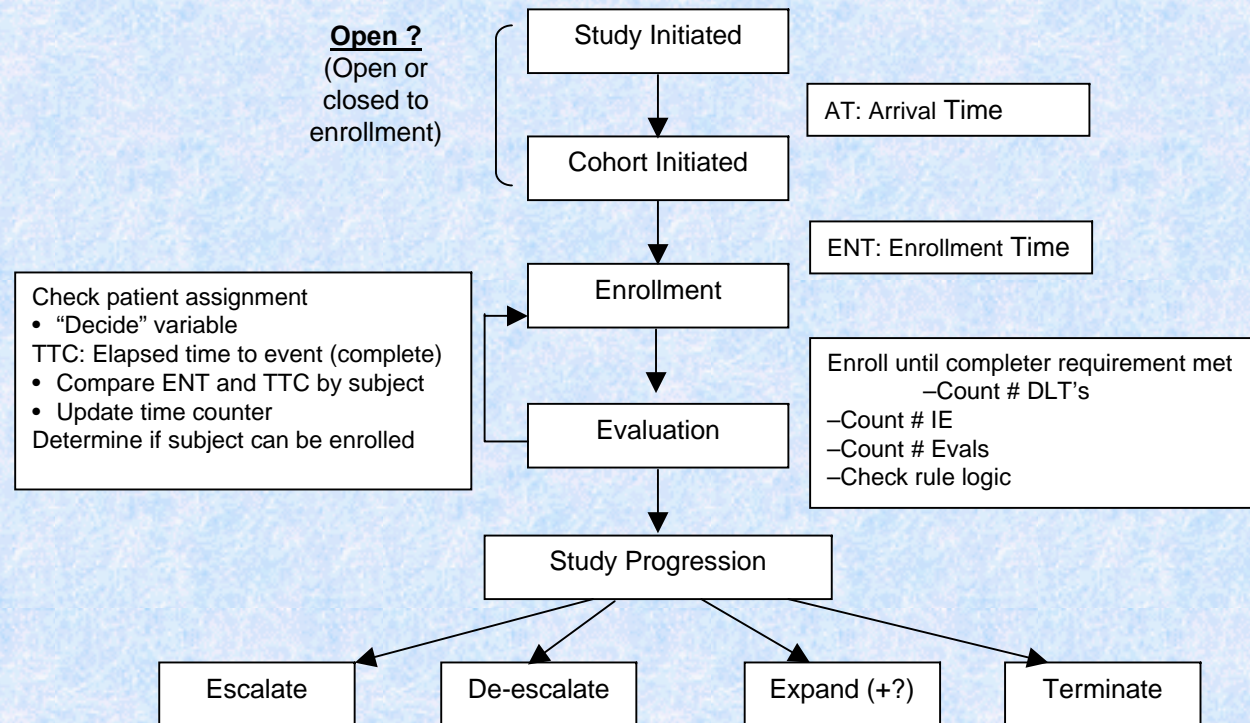 Open ?
(Open or
closed to
enrollment)
Study Initiated
AT: Arrival Time
Cohort Initiated
ENT: Enrollment Time
Enrollment
Check patient assignment
• “Decide” variable
TTC: Elapsed time to event (complete)
• Compare ENT and TTC by subject
• Update time counter
Determine if subject can be enrolled
Evaluation
Enroll until completer requirement met
–Count # DLT's
–Count # IE
–Count # Evals
–Check rule logic
Study Progression
Escalate
De-escalate
Expand (+?)
Terminate